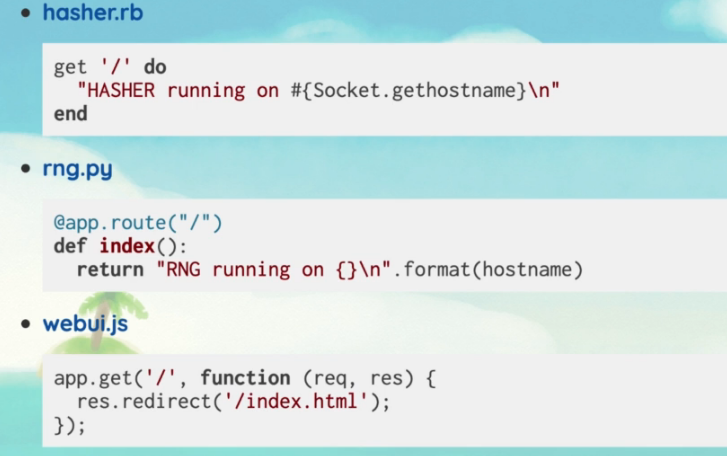 hasher.rb
get '/' do
"HASHER running on #{Socket.gethostname}\n"
end
rng.py
@app.route("/")
def index():
return "RNG running on {}\n".format(hostname)
webui.js
app.get('/', function (req, res) {
res.redirect('/index.html');
});